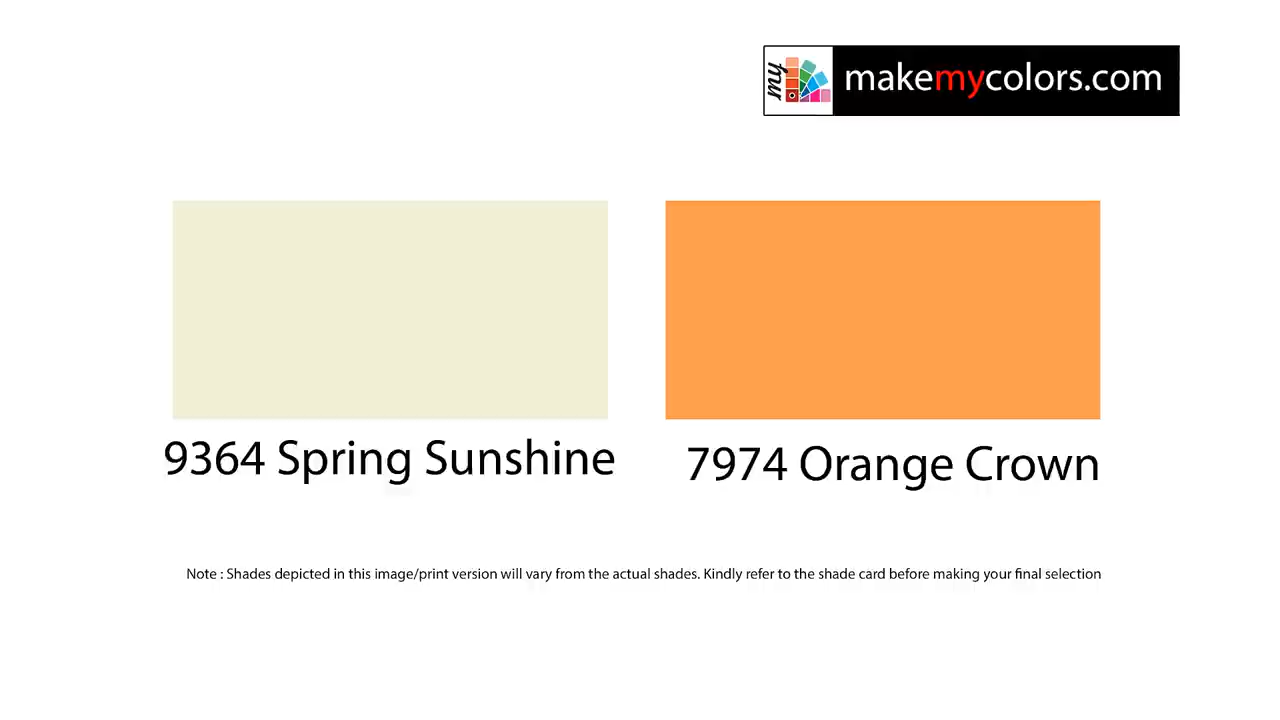 my
makemycolors.com
9364 Spring Sunshine
7974 Orange Crown
Note : Shades depicted in this image/print version will vary from the actual shades. Kindly refer to the shade card before making your final selection